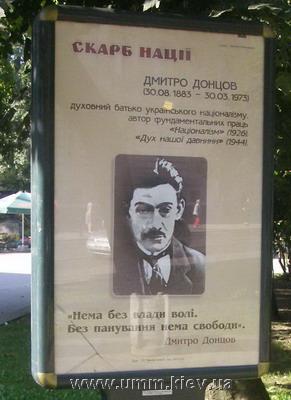 СКАРБ НАЦІЇ
ДМИТРО ДОНЦОВ
(30.08. 1883 – 30.03. 1973)
духовний батько українського націоналізму,
автор фундаментальних праць
«Націоналізм» (1926),
«Дух нашої давнини» (1944)
«Нема без влади волі.
Без панування нема свободи».
Дмитро Донцов
www.umm.kiev.ua